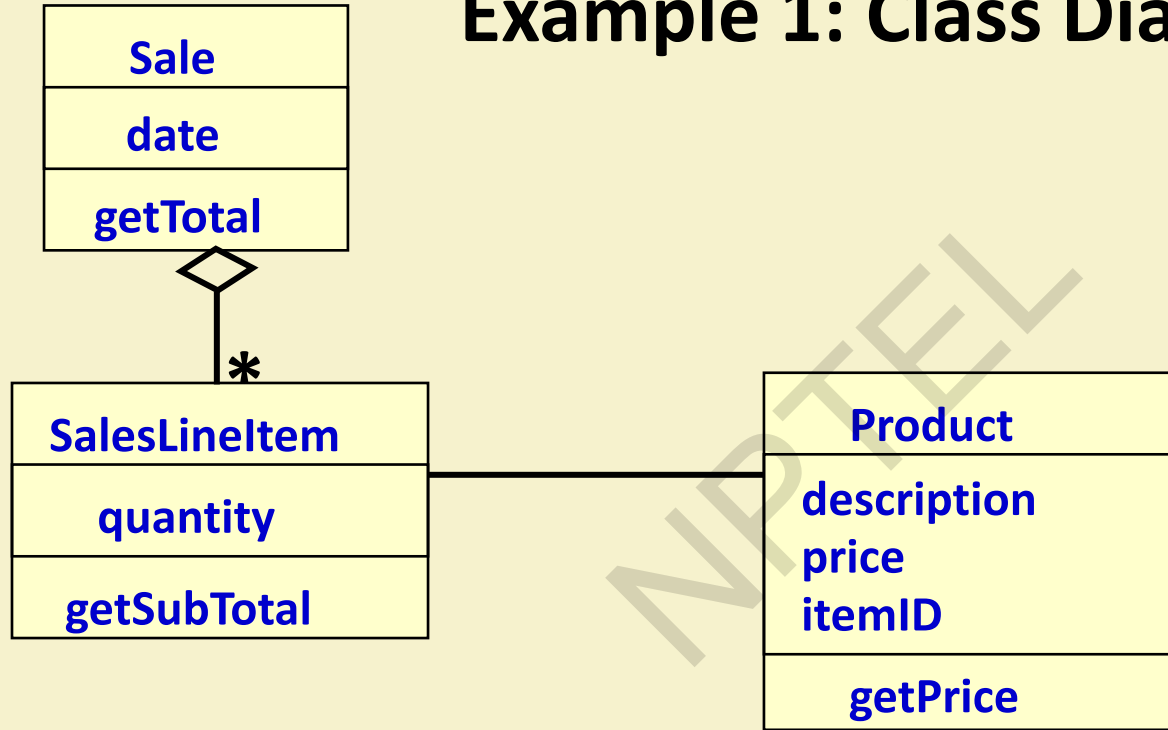 Example 1: Class Dia
Sale
date
getTotal
*
SalesLineItem
quantity
getSubTotal
Product
description
price
itemID
getPrice
NPTEL